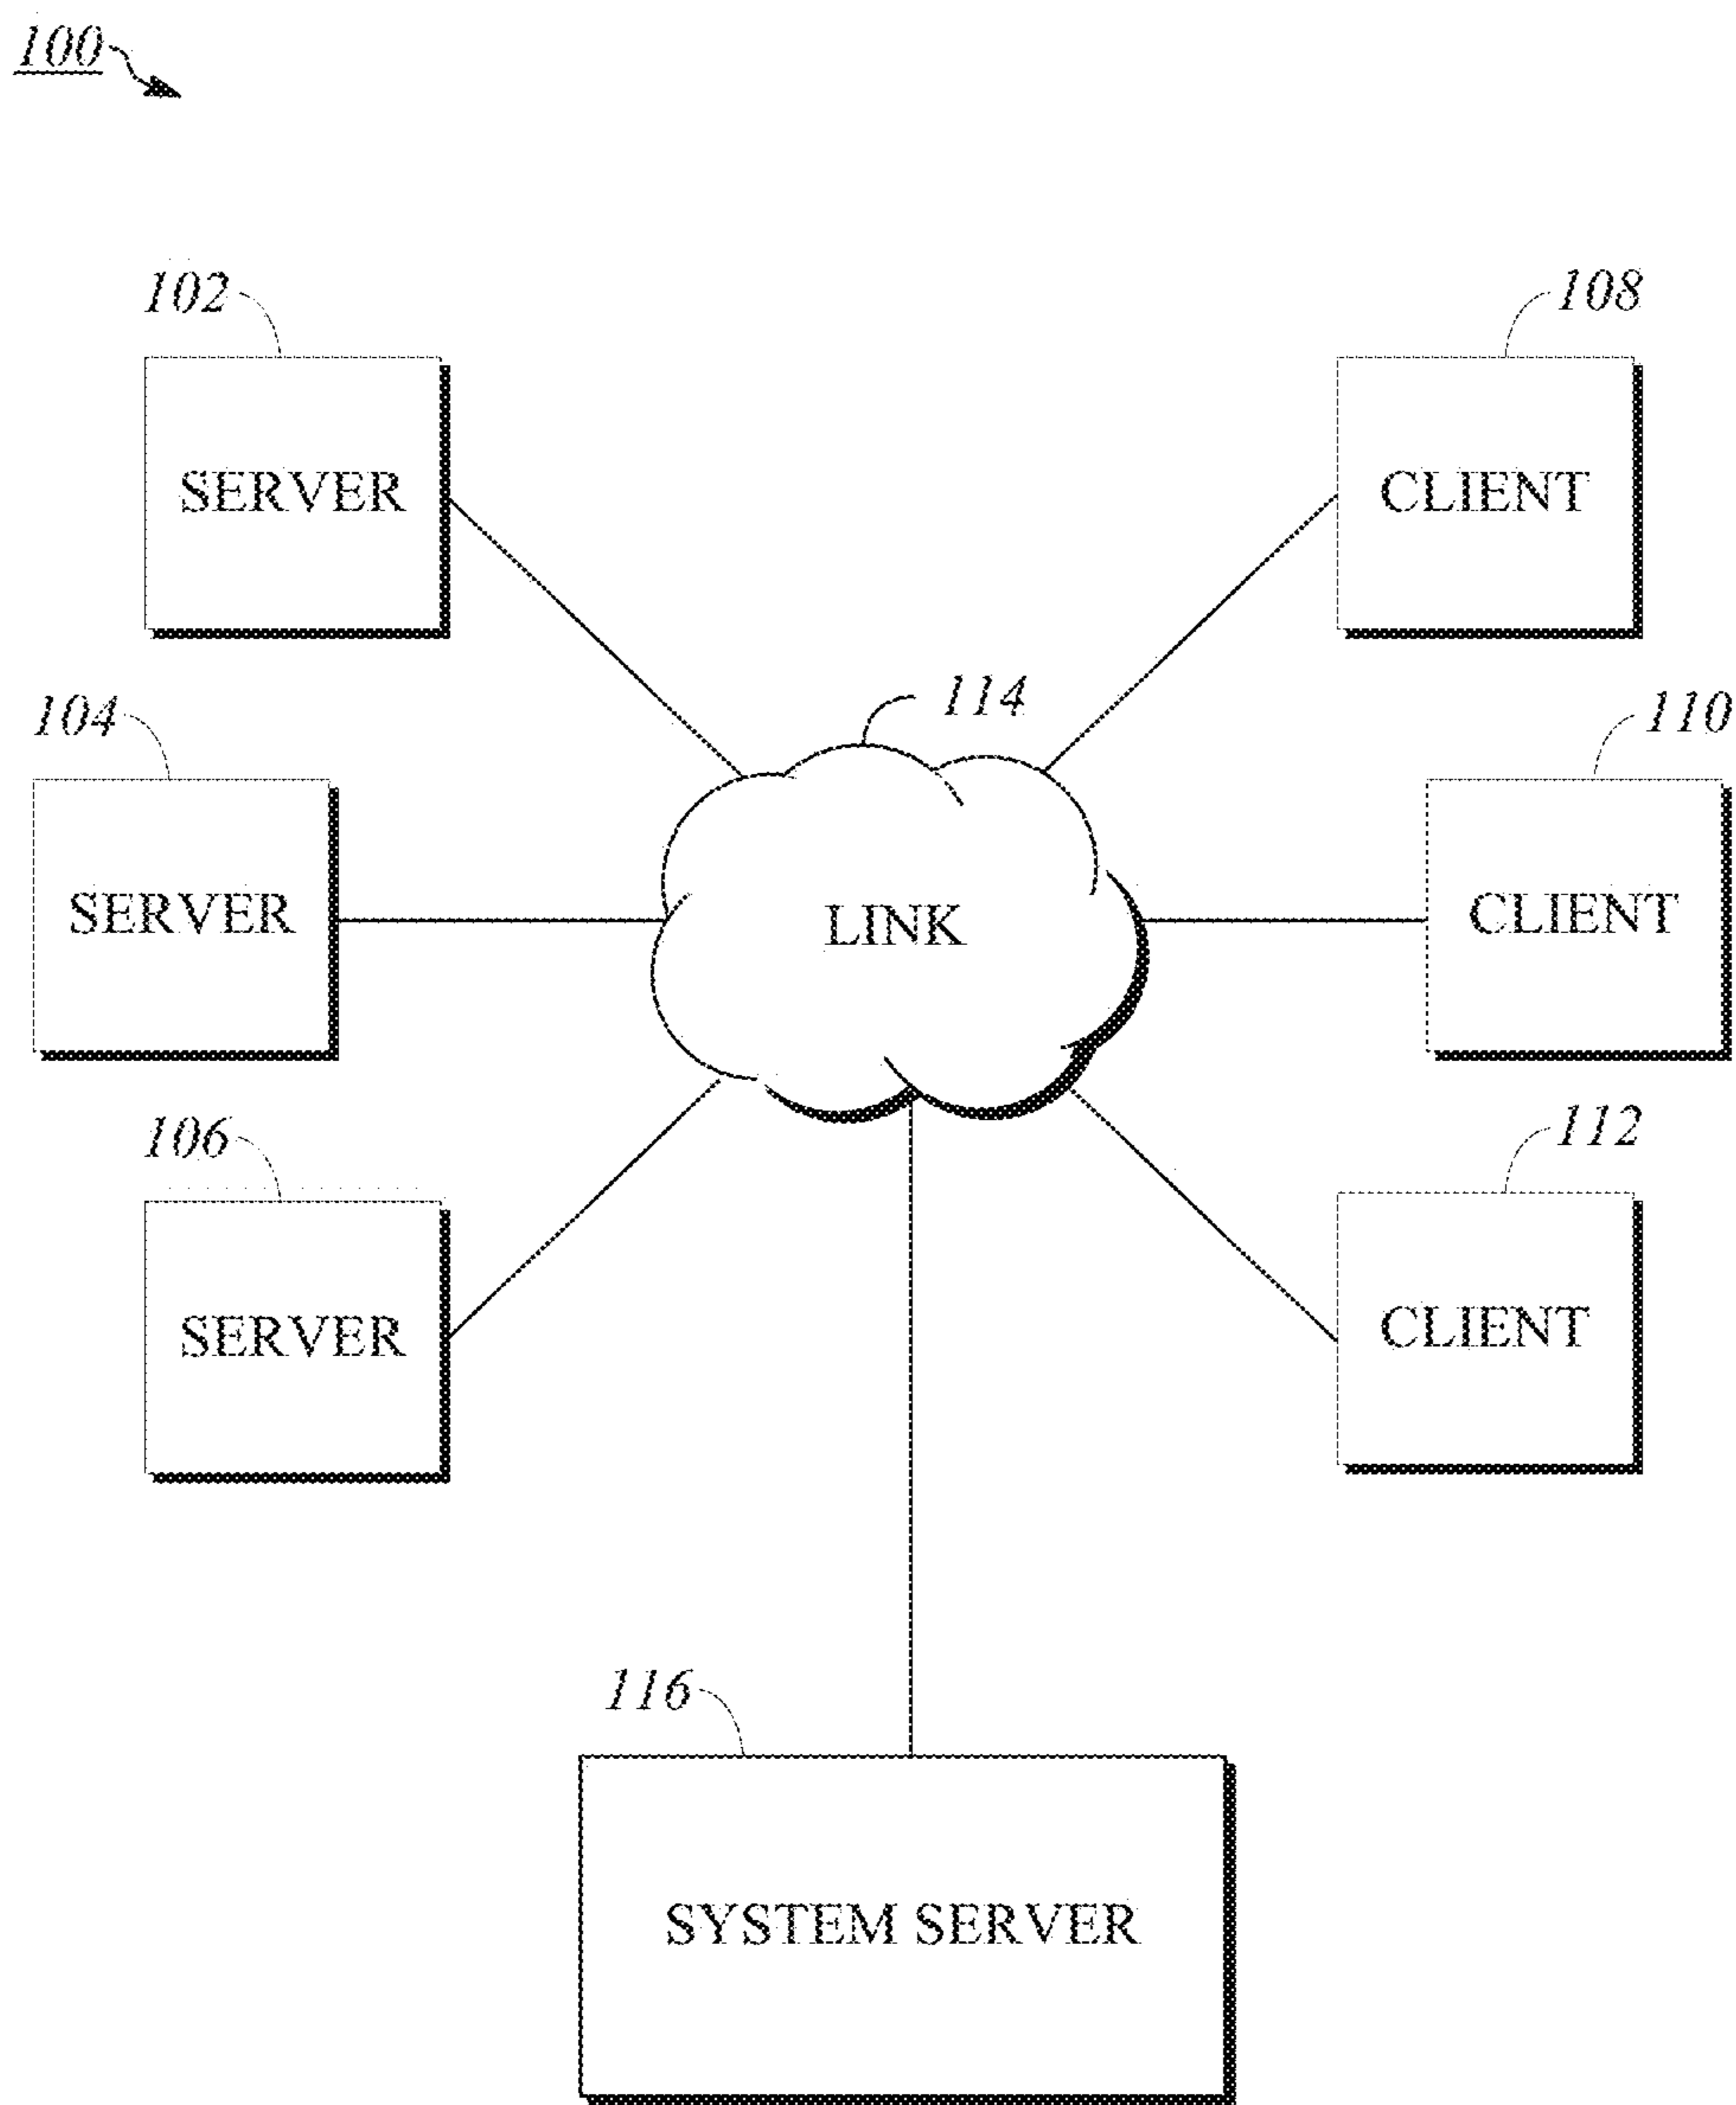 100
102
108
SERVER
CLIENT
114
104
110
SERVER
LINK
CLIENT
106
112
SERVER
CLIENT
116
SYSTEM SERVER